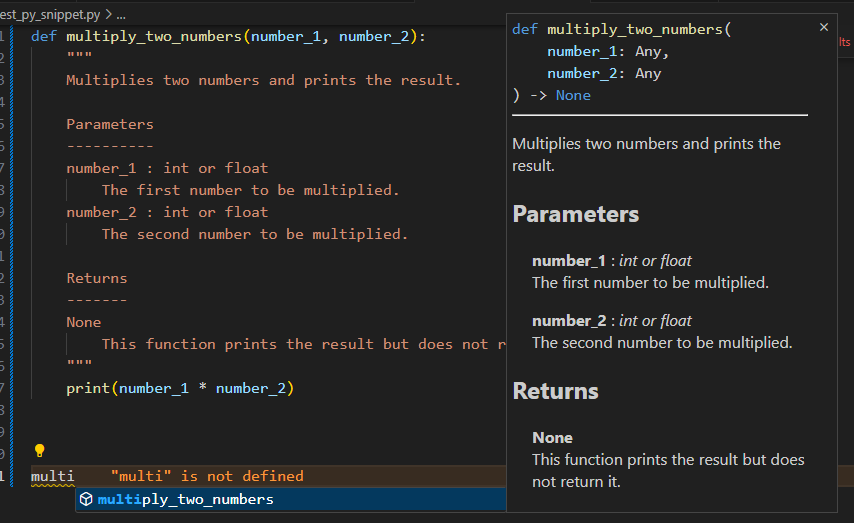 est_py_snippet.py > ...
def multiply_two_numbers(number_1, number_2):
"""
Multiplies two numbers and prints the result.
Parameters
----------
number_1 : int or float
The first number to be multiplied.
number_2 : int or float
The second number to be multiplied.
Returns
-------
None
This function prints the result but does not r
"""
print(number_1 * number_2)
multi "multi" is not defined
multiply_two_numbers
def multiply_two_numbers(
number_1: Any,
number_2: Any
) -> None
Multiplies two numbers and prints the
result.
Parameters
number_1 : int or float
The first number to be multiplied.
number_2 : int or float
The second number to be multiplied.
Returns
None
This function prints the result but does
not return it.
lts